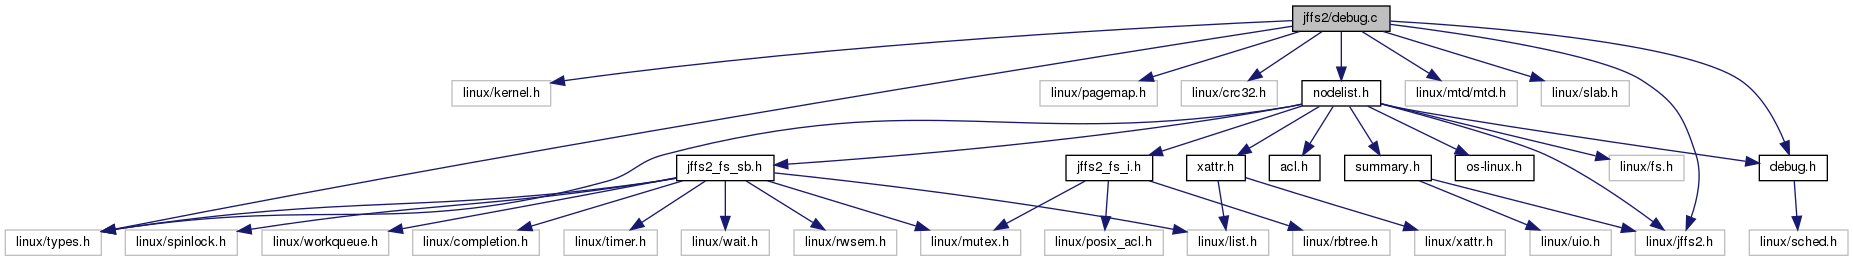 jffs2/debug.c
linux/kernel.h
linux/pagemap.h
linux/crc32.h
nodelist.h
linux/mtd/mtd.h
linux/slab.h
jffs2_fs_sb.h
jffs2_fs_i.h
xattr.h
acl.h
summary.h
os-linux.h
linux/fs.h
debug.h
linux/types.h
linux/spinlock.h
linux/workqueue.h
linux/completion.h
linux/timer.h
linux/wait.h
linux/rwsem.h
linux/mutex.h
linux/posix_acl.h
linux/list.h
linux/rbtree.h
linux/xattr.h
linux/uio.h
linux/jffs2.h
linux/sched.h